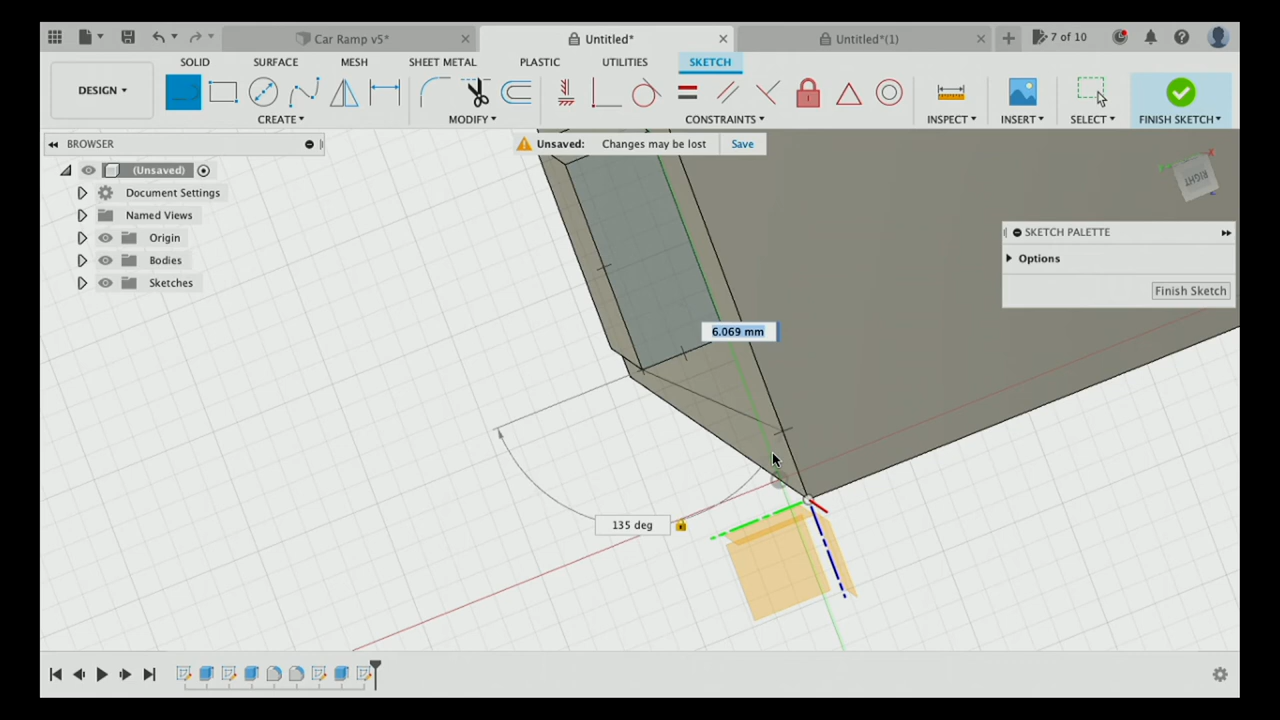 Car Ramp v5*
Untitled*
Untitled*(1)
7 of 10
DESIGN
SOLID
SURFACE
MESH
SHEET METAL
PLASTIC
UTILITIES
SKETCH
CREATE
MODIFY
CONSTRAINTS
INSPECT
INSERT
SELECT
FINISH SKETCH
BROWSER
Unsaved: Changes may be lost Save
(Unsaved)
Document Settings
Named Views
Origin
Bodies
Sketches
RIGHT
X
SKETCH PALETTE
Options
Finish Sketch
6.069 mm
135 deg